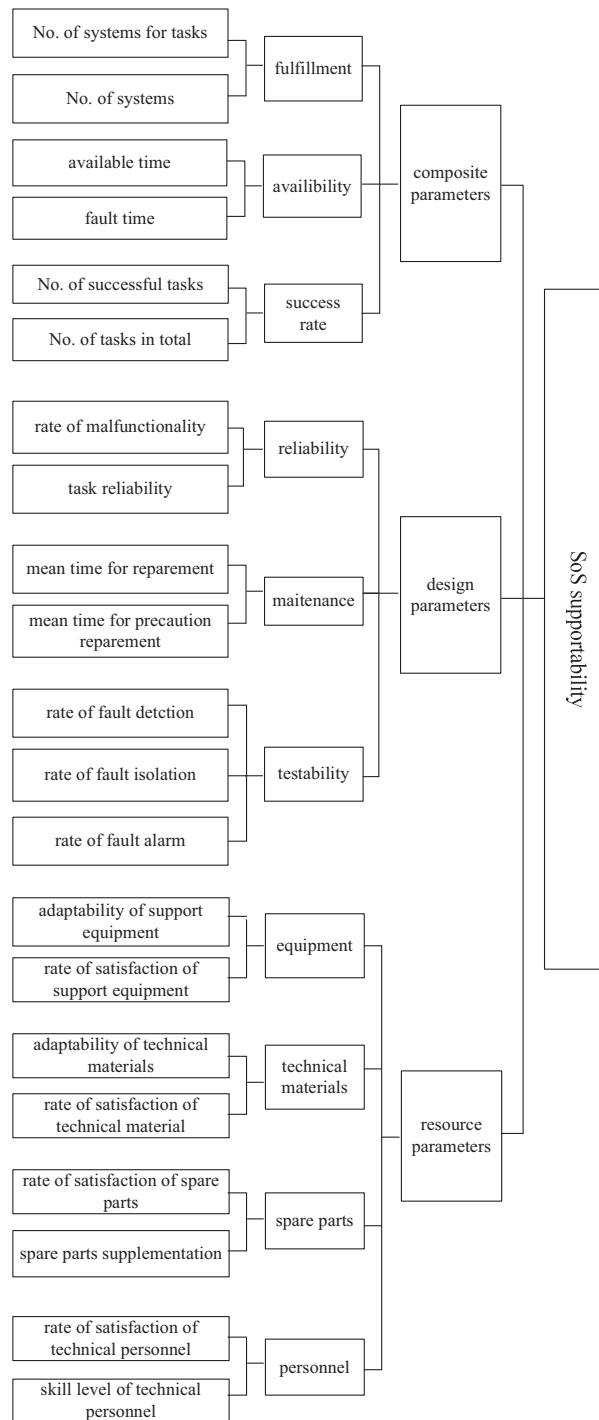 No. of systems for tasks
No. of systems
fulfillment
available time
fault time
availibility
composite
parameters
No. of successful tasks
No. of tasks in total
success
rate
rate of malfunctionality
task reliability
reliability
mean time for reparement
mean time for precaution
reparement
maitenance
design
parameters
rate of fault detction
rate of fault isolation
rate of fault alarm
testability
SoS supportability
adaptability of support
equipment
rate of satisfaction of
support equipment
equipment
adaptability of technical
materials
rate of satisfaction of
technical material
technical
materials
resource
parameters
rate of satisfaction of spare
parts
spare parts supplementation
spare parts
rate of satisfaction of
technical personnel
skill level of technical
personnel
personnel